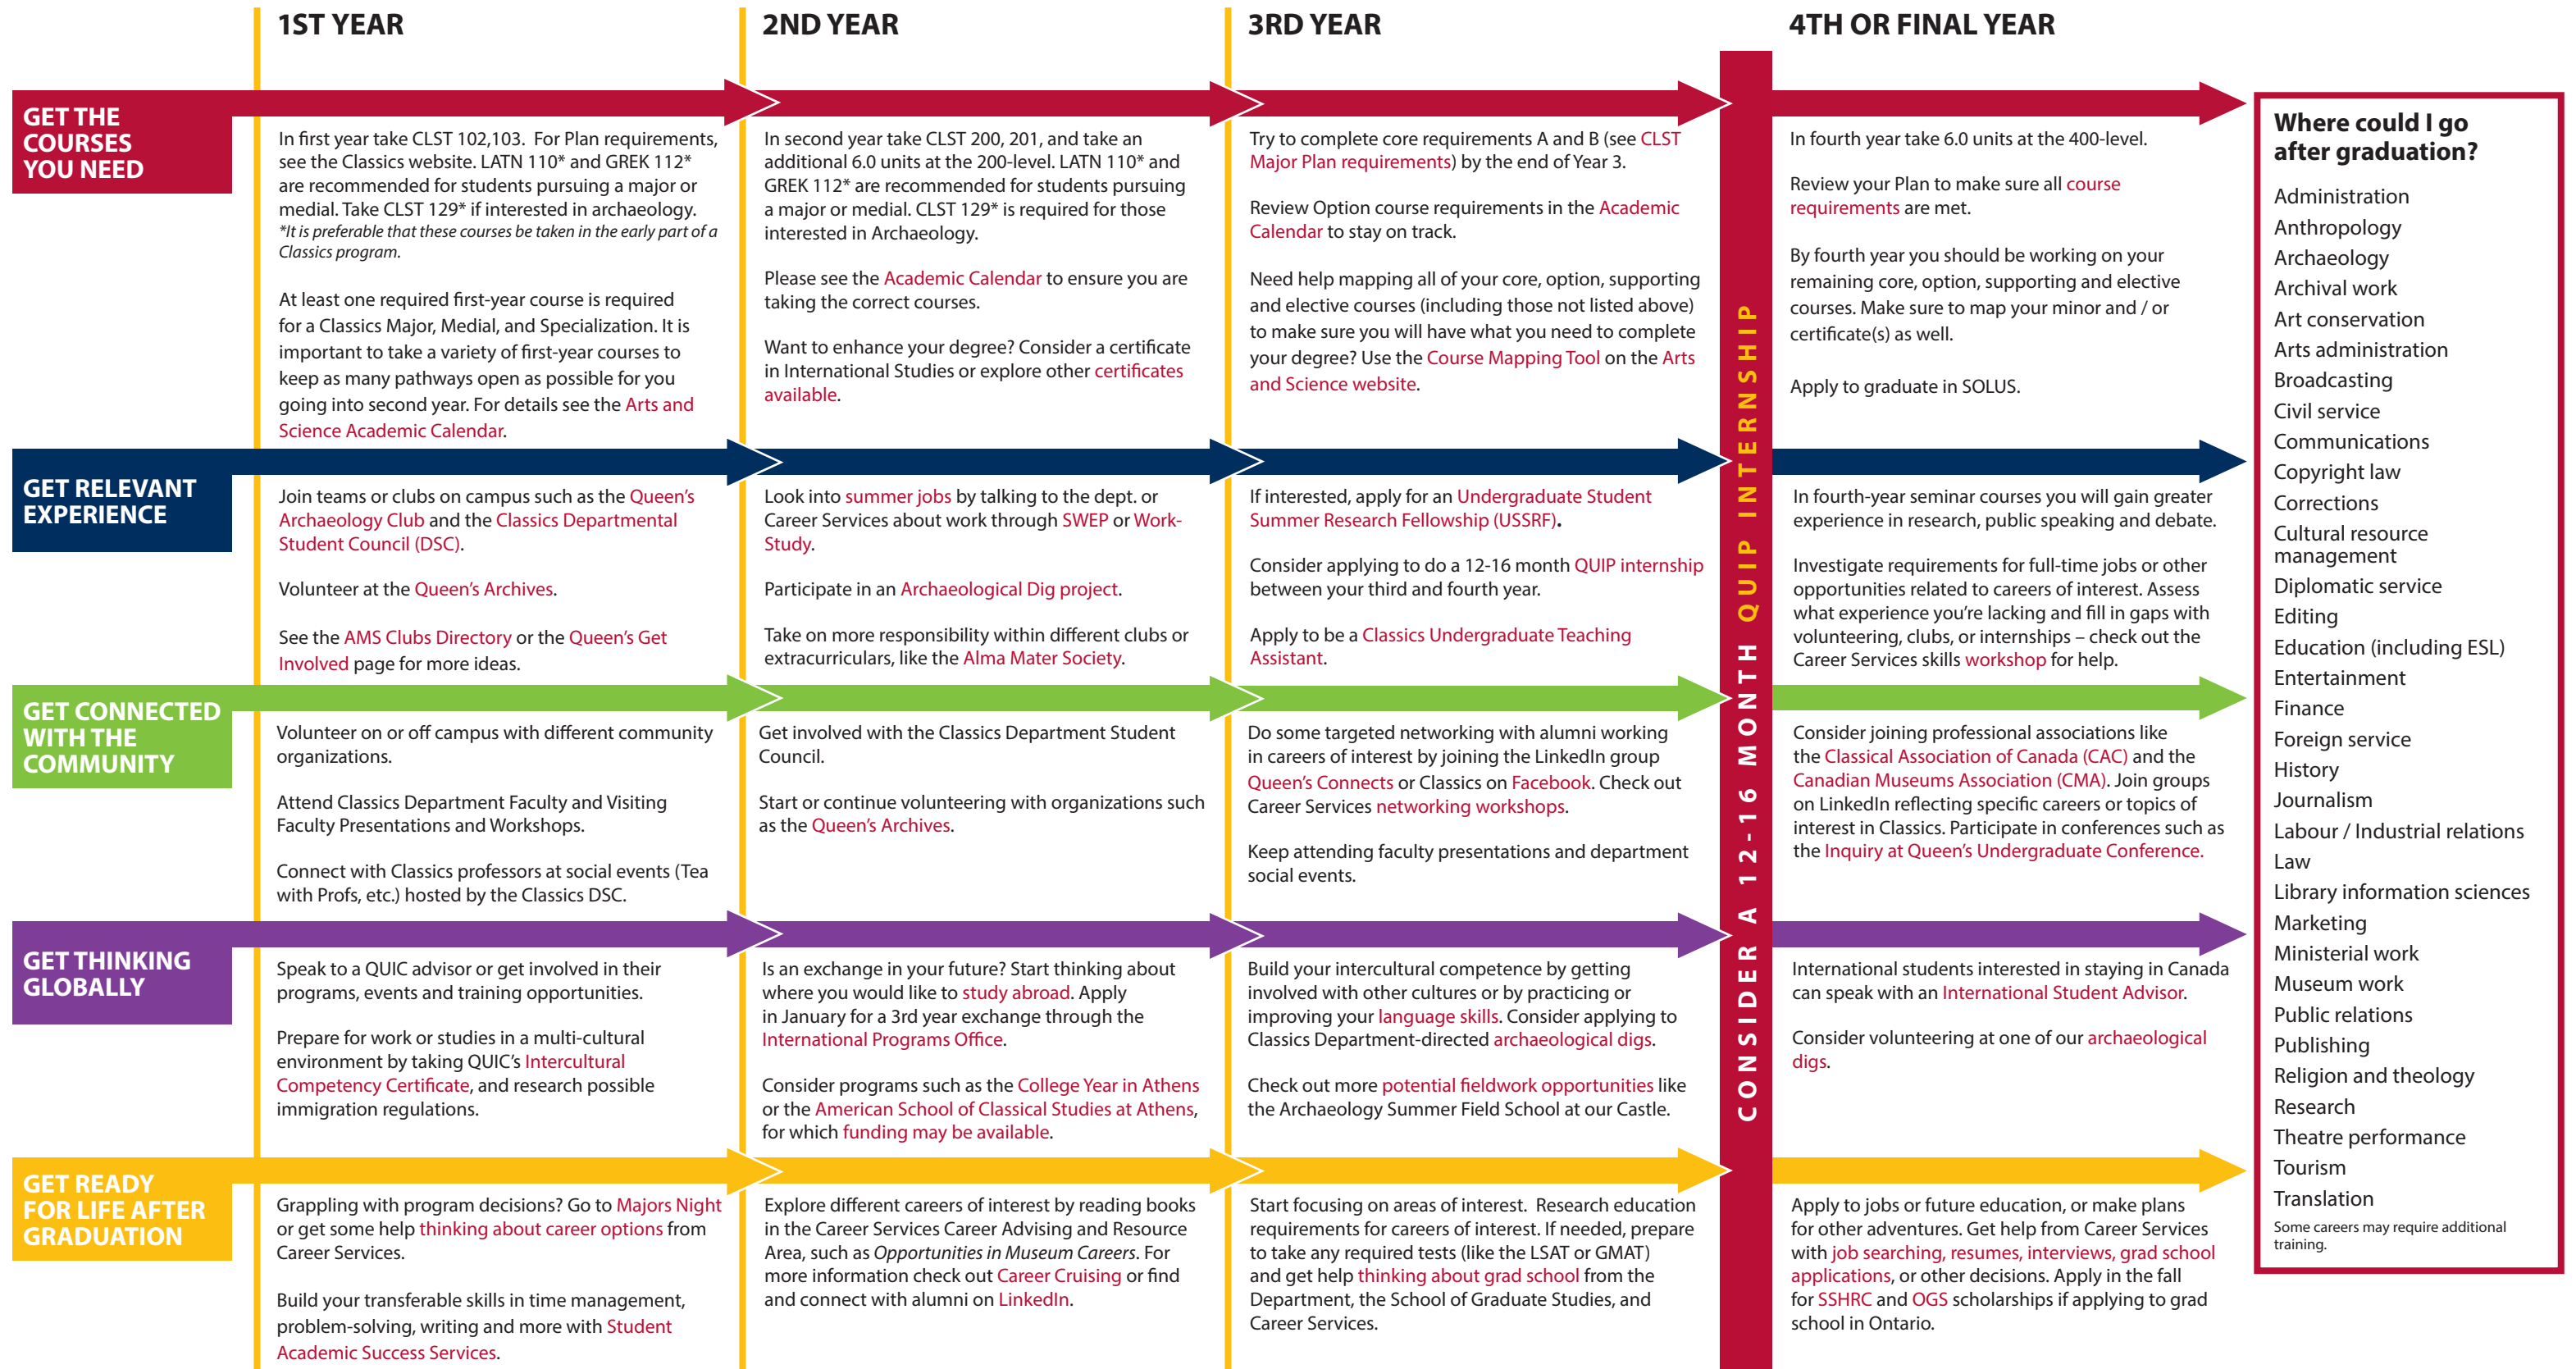 1ST YEAR
2ND YEAR
3RD YEAR
4TH OR FINAL YEAR
GET THE
COURSES
YOU NEED
In first year take CLST 102,103. For Plan requirements,
see the Classics website. LATN 110* and GREK 112*
are recommended for students pursuing a major or
medial. Take CLST 129* if interested in archaeology.
*It is preferable that these courses be taken in the early part of a
Classics program.
At least one required first-year course is required
for a Classics Major, Medial, and Specialization. It is
important to take a variety of first-year courses to
keep as many pathways open as possible for you
going into second year. For details see the Arts and
Science Academic Calendar.
In second year take CLST 200, 201, and take an
additional 6.0 units at the 200-level. LATN 110* and
GREK 112* are recommended for students pursuing
a major or medial. CLST 129* is required for those
interested in Archaeology.
Please see the Academic Calendar to ensure you are
taking the correct courses.
Want to enhance your degree? Consider a certificate
in International Studies or explore other certificates
available.
Try to complete core requirements A and B (see CLST
Major Plan requirements) by the end of Year 3.
Review Option course requirements in the Academic
Calendar to stay on track.
Need help mapping all of your core, option, supporting
and elective courses (including those not listed above)
to make sure you will have what you need to complete
your degree? Use the Course Mapping Tool on the Arts
and Science website.
In fourth year take 6.0 units at the 400-level.
Review your Plan to make sure all course
requirements are met.
By fourth year you should be working on your
remaining core, option, supporting and elective
courses. Make sure to map your minor and / or
certificate(s) as well.
Apply to graduate in SOLUS.
GET RELEVANT
EXPERIENCE
Join teams or clubs on campus such as the Queen's
Archaeology Club and the Classics Departmental
Student Council (DSC).
Volunteer at the Queen's Archives.
See the AMS Clubs Directory or the Queen's Get
Involved page for more ideas.
Look into summer jobs by talking to the dept. or
Career Services about work through SWEP or Work-
Study.
Participate in an Archaeological Dig project.
Take on more responsibility within different clubs or
extracurriculars, like the Alma Mater Society.
If interested, apply for an Undergraduate Student
Summer Research Fellowship (USSRF).
Consider applying to do a 12-16 month QUIP internship
between your third and fourth year.
Apply to be a Classics Undergraduate Teaching
Assistant.
In fourth-year seminar courses you will gain greater
experience in research, public speaking and debate.
Investigate requirements for full-time jobs or other
opportunities related to careers of interest. Assess
what experience you're lacking and fill in gaps with
volunteering, clubs, or internships – check out the
Career Services skills workshop for help.
GET CONNECTED
WITH THE
COMMUNITY
Volunteer on or off campus with different community
organizations.
Attend Classics Department Faculty and Visiting
Faculty Presentations and Workshops.
Connect with Classics professors at social events (Tea
with Profs, etc.) hosted by the Classics DSC.
Get involved with the Classics Department Student
Council.
Start or continue volunteering with organizations such
as the Queen's Archives.
Do some targeted networking with alumni working
in careers of interest by joining the LinkedIn group
Queen's Connects or Classics on Facebook. Check out
Career Services networking workshops.
Keep attending faculty presentations and department
social events.
Consider joining professional associations like
the Classical Association of Canada (CAC) and the
Canadian Museums Association (CMA). Join groups
on LinkedIn reflecting specific careers or topics of
interest in Classics. Participate in conferences such as
the Inquiry at Queen's Undergraduate Conference.
GET THINKING
GLOBALLY
Speak to a QUIC advisor or get involved in their
programs, events and training opportunities.
Prepare for work or studies in a multi-cultural
environment by taking QUIC's Intercultural
Competency Certificate, and research possible
immigration regulations.
Is an exchange in your future? Start thinking about
where you would like to study abroad. Apply
in January for a 3rd year exchange through the
International Programs Office.
Consider programs such as the College Year in Athens
or the American School of Classical Studies at Athens,
for which funding may be available.
Build your intercultural competence by getting
involved with other cultures or by practicing or
improving your language skills. Consider applying to
Classics Department-directed archaeological digs.
Check out more potential fieldwork opportunities like
the Archaeology Summer Field School at our Castle.
International students interested in staying in Canada
can speak with an International Student Advisor.
Consider volunteering at one of our archaeological
digs.
GET READY
FOR LIFE AFTER
GRADUATION
Grappling with program decisions? Go to Majors Night
or get some help thinking about career options from
Career Services.
Build your transferable skills in time management,
problem-solving, writing and more with Student
Academic Success Services.
Explore different careers of interest by reading books
in the Career Services Career Advising and Resource
Area, such as Opportunities in Museum Careers. For
more information check out Career Cruising or find
and connect with alumni on LinkedIn.
Start focusing on areas of interest. Research education
requirements for careers of interest. If needed, prepare
to take any required tests (like the LSAT or GMAT)
and get help thinking about grad school from the
Department, the School of Graduate Studies, and
Career Services.
Apply to jobs or future education, or make plans
for other adventures. Get help from Career Services
with job searching, resumes, interviews, grad school
applications, or other decisions. Apply in the fall
for SSHRC and OGS scholarships if applying to grad
school in Ontario.
CONSIDER A 12-16 MONTH QUIP INTERNSHIP
Where could I go
after graduation?
Administration
Anthropology
Archaeology
Archival work
Art conservation
Arts administration
Broadcasting
Civil service
Communications
Copyright law
Corrections
Cultural resource
management
Diplomatic service
Editing
Education (including ESL)
Entertainment
Finance
Foreign service
History
Journalism
Labour / Industrial relations
Law
Library information sciences
Marketing
Ministerial work
Museum work
Public relations
Publishing
Religion and theology
Research
Theatre performance
Tourism
Translation
Some careers may require additional
training.